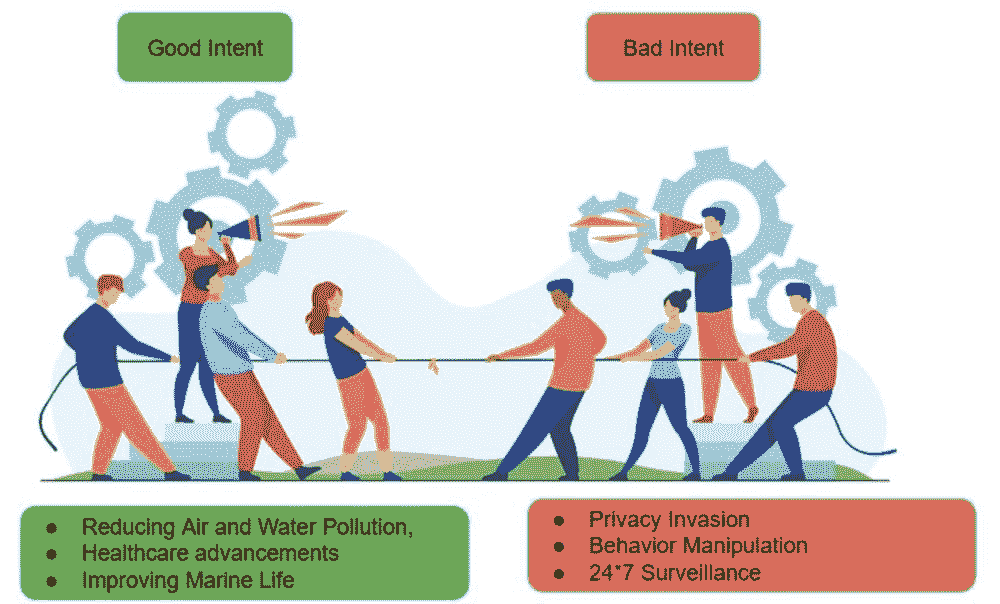 Good Intent
Bad Intent
● Reducing Air and Water Pollution,
● Healthcare advancements
● Improving Marine Life
● Privacy Invasion
● Behavior Manipulation
● 24*7 Surveillance